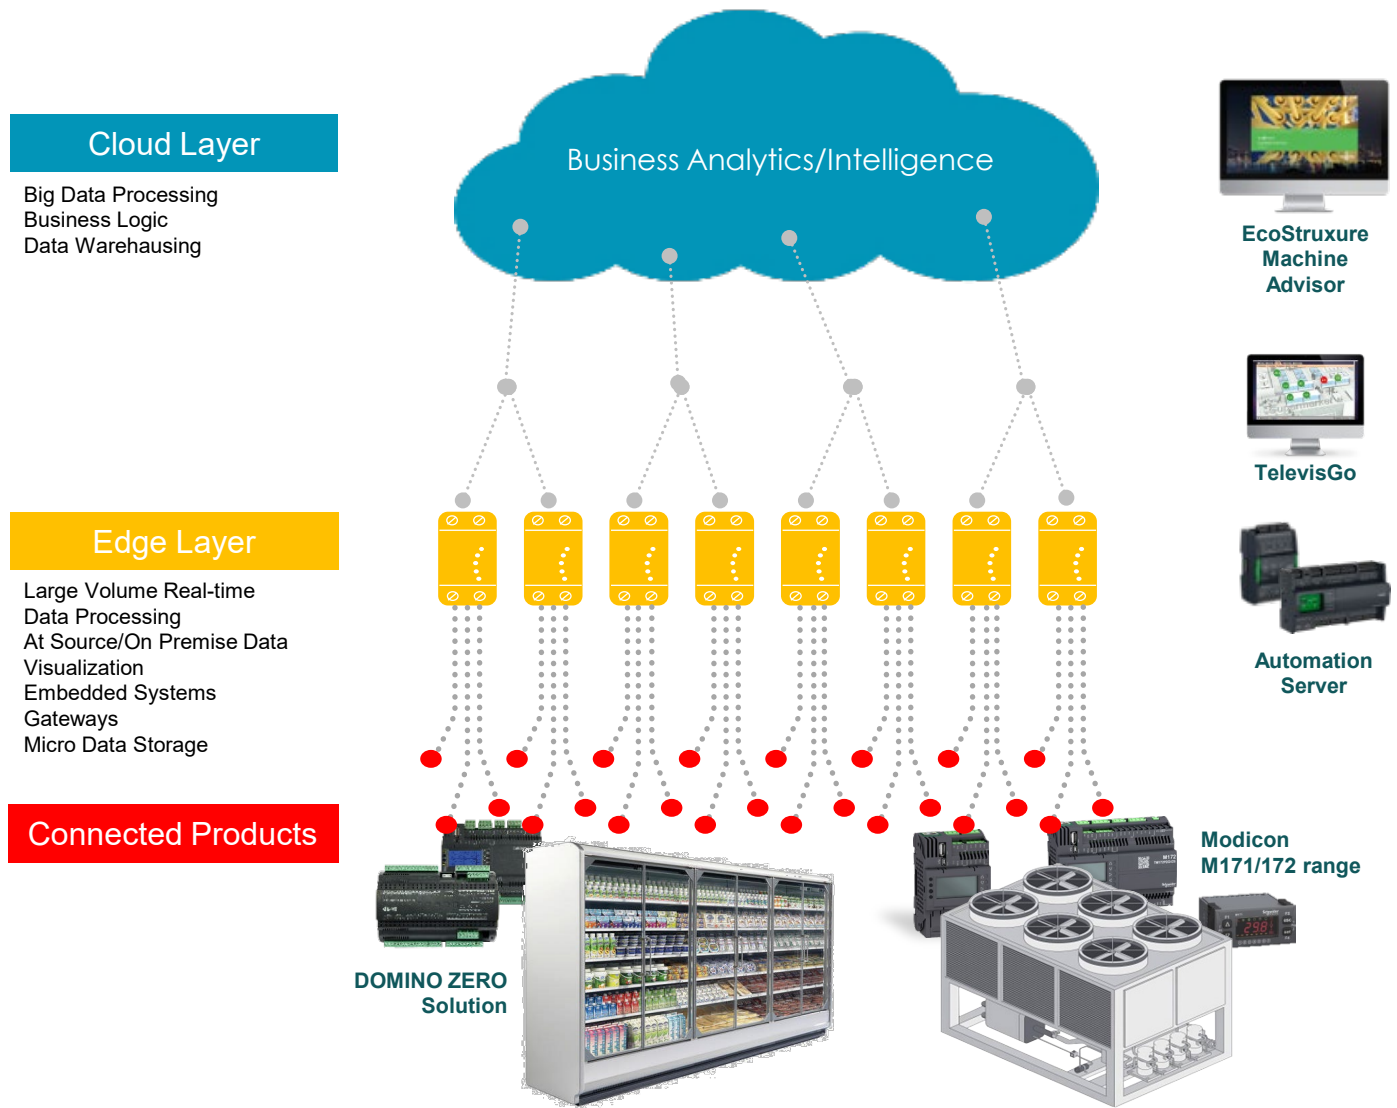 Cloud Layer
Big Data Processing
Business Logic
Data Warehausing
Business Analytics/Intelligence
EcoStruxure
Machine
Advisor
TelevisGo
Edge Layer
Large Volume Real-time
Data Processing
At Source/On Premise Data
Visualization
Embedded Systems
Gateways
Micro Data Storage
Automation
Server
Connected Products
Modicon
M171/172 range
M172
DOMINO ZERO
Solution